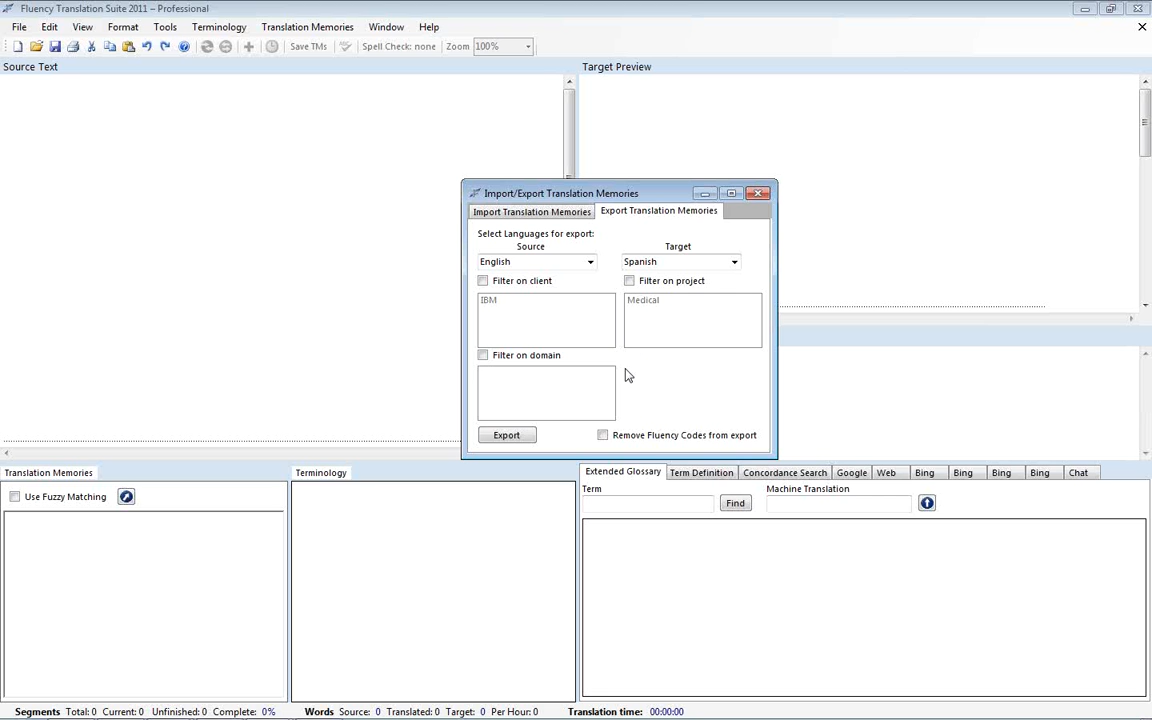 Fluency Translation Suite 2011 – Professional
File Edit View Format Tools Terminology Translation Memories Window Help
Save TMs Spell Check: none Zoom 100%
Source Text
Target Preview
Import/Export Translation Memories
Import Translation Memories Export Translation Memories
Select Languages for export:
Source Target
English Spanish
Filter on client Filter on project
IBM Medical
Filter on domain
Export Remove Fluency Codes from export
Translation Memories
Use Fuzzy Matching
Terminology
Extended Glossary Term Definition Concordance Search Google Web Bing Bing Bing Bing Chat
Term Machine Translation
Find
Segments Total: 0 Current: 0 Unfinished: 0 Complete: 0% Words Source: 0 Translated: 0 Target: 0 Per Hour: 0 Translation time: 00:00:00